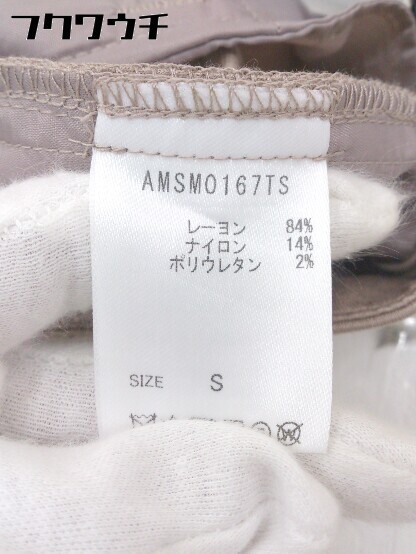 フクワウチ
AMSM0167TS
レーヨン 84%
ナイロン 14%
ポリウレタン 2%
SIZE S